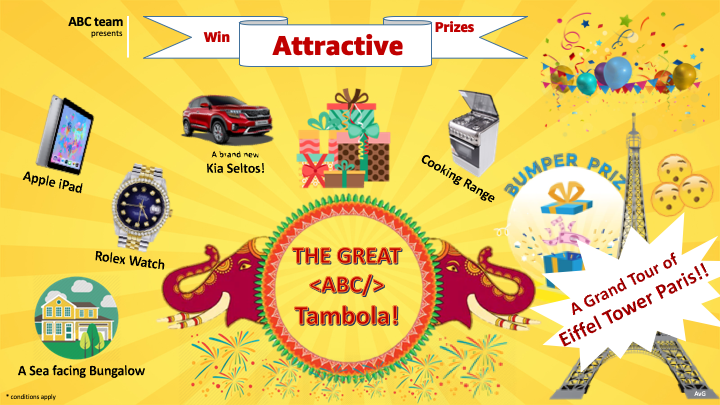 ABC team
presents
Win
Attractive
Prizes
Apple iPad
A brand new
Kia Seltos!
Cooking Range
BUMPER PRIZ
Rolex Watch
THE GREAT
<ABC/>
Tambola!
A Grand Tour of
Eiffel Tower Paris!!
A Sea facing Bungalow
* conditions apply
AvG